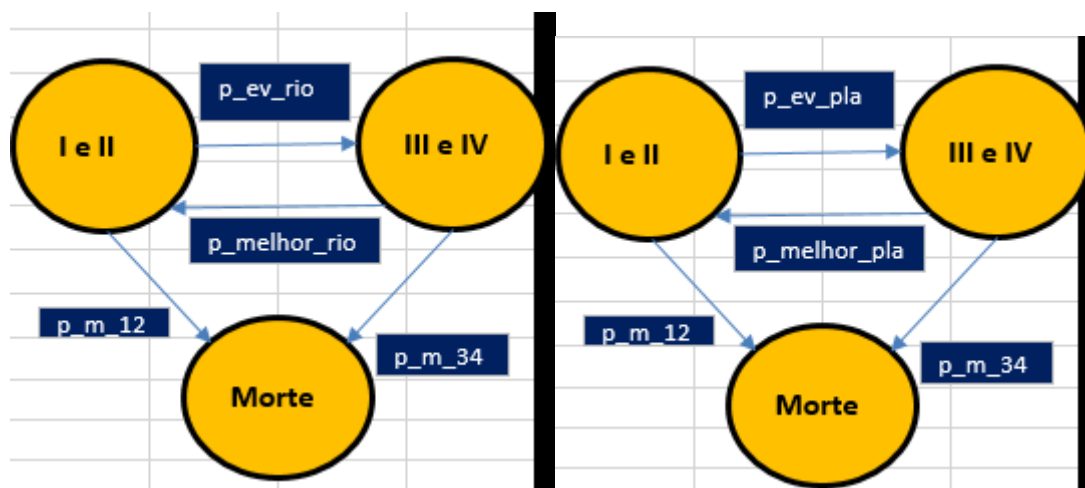 p_ev_rio
I e II
III e IV
p_melhor_rio
p_m_12
p_m_34
Morte
p_ev_pla
I e II
III e IV
p_melhor_pla
p_m_12
p_m_34
Morte